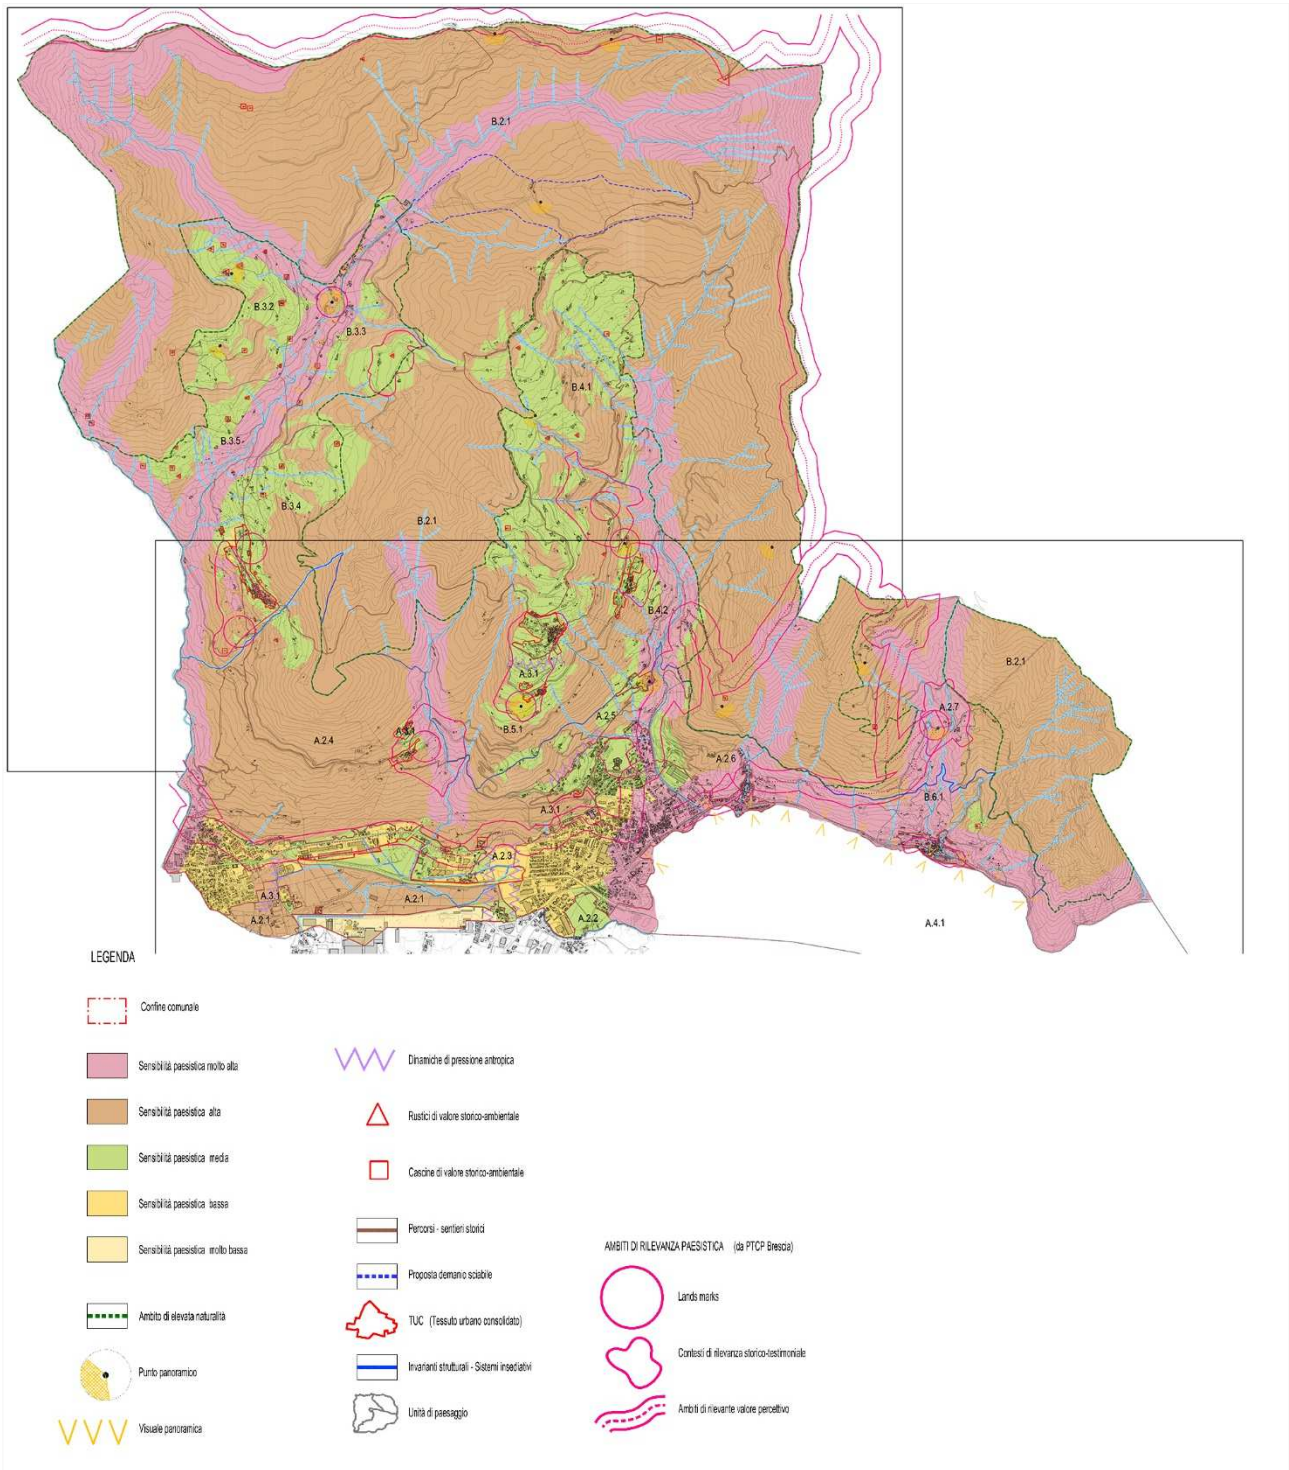 B.2.1
B.3.2
B.3.3
B.4.1
B.3.5
B.3.4
B.2.1
B.4.2
B.2.1
A.3.1
A.2.7
A.2.5
B.5.1
A.3.1
A.2.4
A.2.6
B.6.1
A.3.1
A.2.3
A.3.1
A.2.1
A.2.1
A.2.2
A.4.1
LEGENDA
Confine comunale
Sensibilità paesistica molto alta
Sensibilità paesistica alta
Sensibilità paesistica media
Sensibilità paesistica bassa
Sensibilità paesistica molto bassa
Ambito di elevata naturalità
Punto panoramico
Visuale panoramica
Dinamiche di pressione antropica
Rustici di valore storico-ambientale
Cascine di valore storico-ambientale
Percorsi - sentieri storici
Proposta demanio sciabile
TUC (Tessuto urbano consolidato)
Invarianti strutturali - Sistemi insediativi
Unità di paesaggio
AMBITI DI RILEVANZA PAESISTICA (da PTCP Brescia)
Lands marks
Contesti di rilevanza storico-testimoniale
Ambiti di rilevante valore percettivo